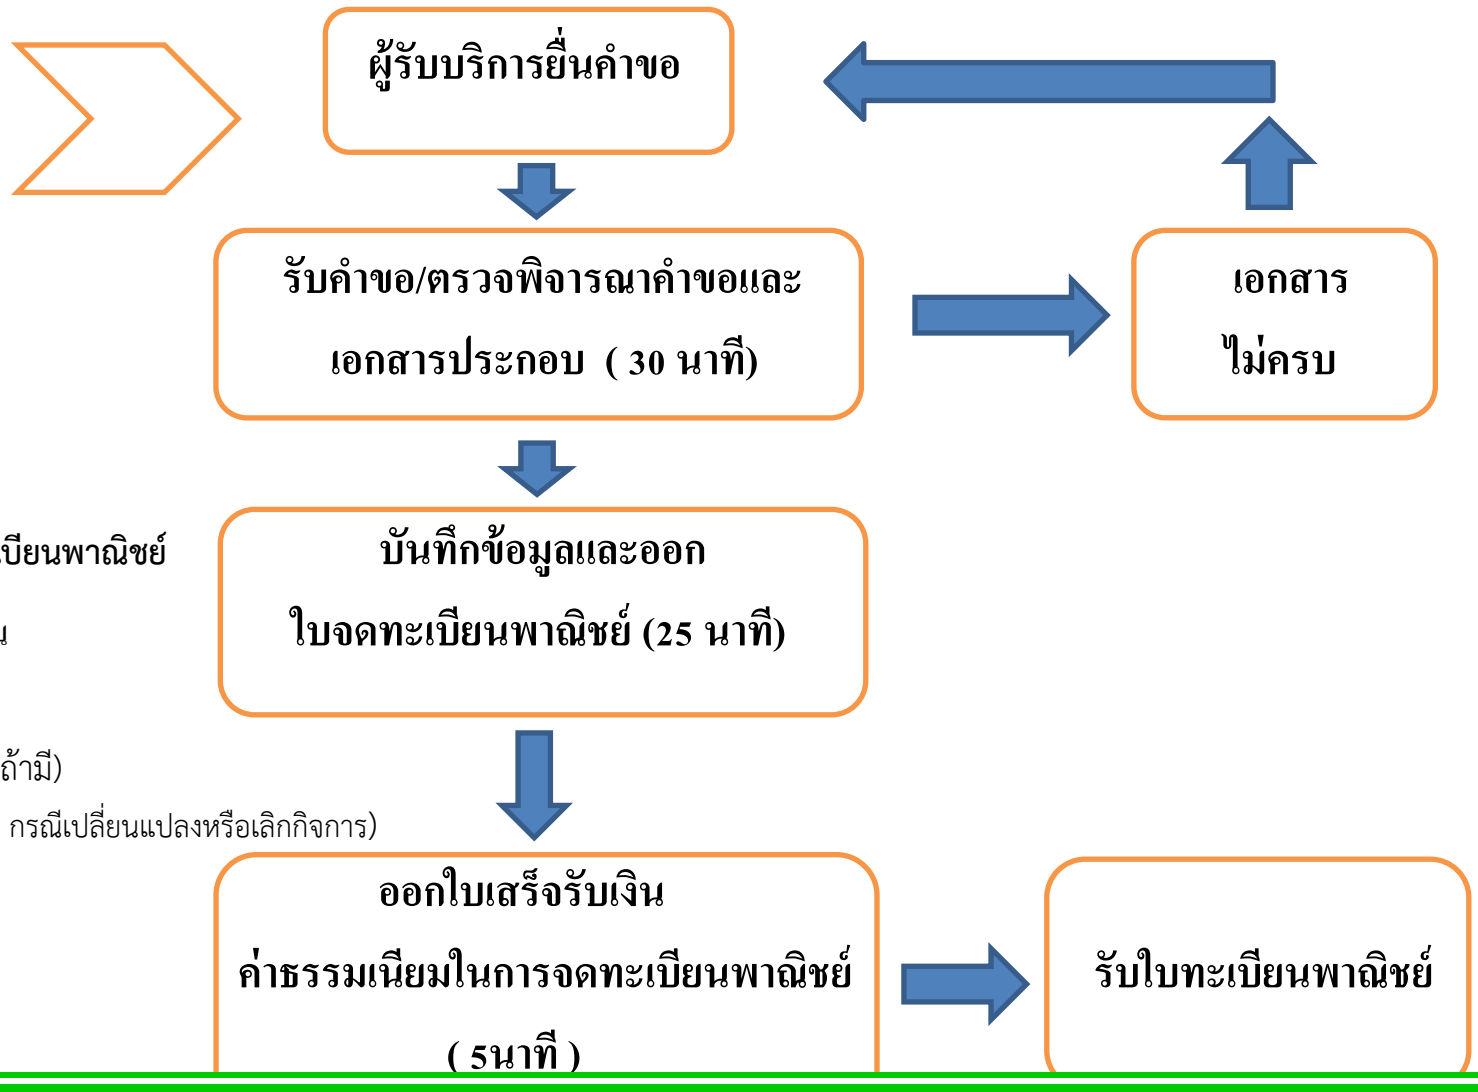 ผู้รับบริการยื่นคำขอ
รับคำขอ/ตรวจพิจารณาคำขอและ
เอกสารประกอบ ( 30 นาที)
เอกสาร
ไม่ครบ
บันทึกข้อมูลและออก
ใบจดทะเบียนพาณิชย์ (25 นาที)
เบียนพาณิชย์
น
ถ้ามี)
กรณีเปลี่ยนแปลงหรือเลิกกิจการ)
ออกใบเสร็จรับเงิน
ค่าธรรมเนียมในการจดทะเบียนพาณิชย์
( 5นาที )
รับใบทะเบียนพาณิชย์